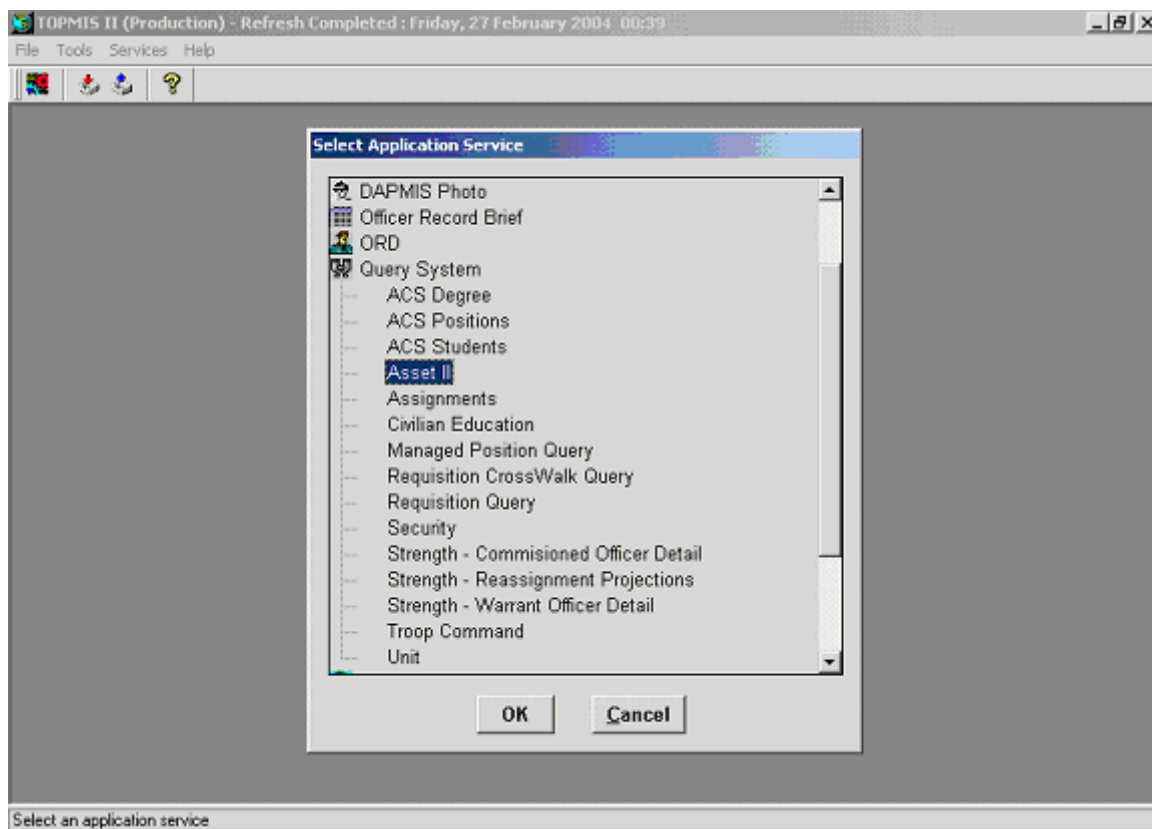 TOPMIS II (Production) - Refresh Completed : Friday, 27 February 2004 00:39
File Tools Services Help
Select Application Service
DAPMIS Photo
Officer Record Brief
ORD
Query System
ACS Degree
ACS Positions
ACS Students
Asset II
Assignments
Civilian Education
Managed Position Query
Requisition CrossWalk Query
Requisition Query
Security
Strength - Commisioned Officer Detail
Strength - Reassignment Projections
Strength - Warrant Officer Detail
Troop Command
Unit
OK Cancel
Select an application service